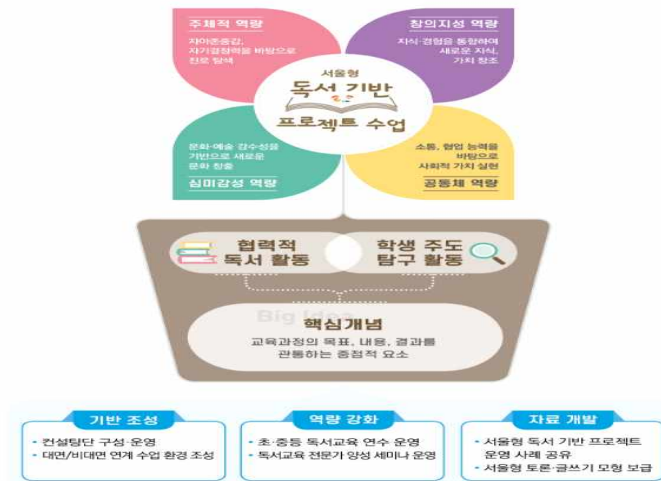 주체적 역량
자아존중감,
자기결정력을 바탕으로
진로 탐색
창의지성 역량
지식·경험을 통합하여
새로운 지식,
가치 창조
서울형
독서 기반
프로젝트 수업
문화·예술 감수성을
기반으로 새로운
문화 창출
심미감성 역량
소통, 협업 능력을
바탕으로
사회적 가치 실현
공동체 역량
협력적
독서 활동
학생 주도
탐구 활동
Big Idea
핵심개념
교육과정의 목표, 내용, 결과를
관통하는 중점적 요소
기반 조성
• 컨설팅단 구성·운영
• 대면/비대면 연계 수업 환경 조성
역량 강화
• 초·중등 독서교육 연수 운영
• 독서교육 전문가 양성 세미나 운영
자료 개발
• 서울형 독서 기반 프로젝트
운영 사례 공유
• 서울형 토론·글쓰기 모형 보급